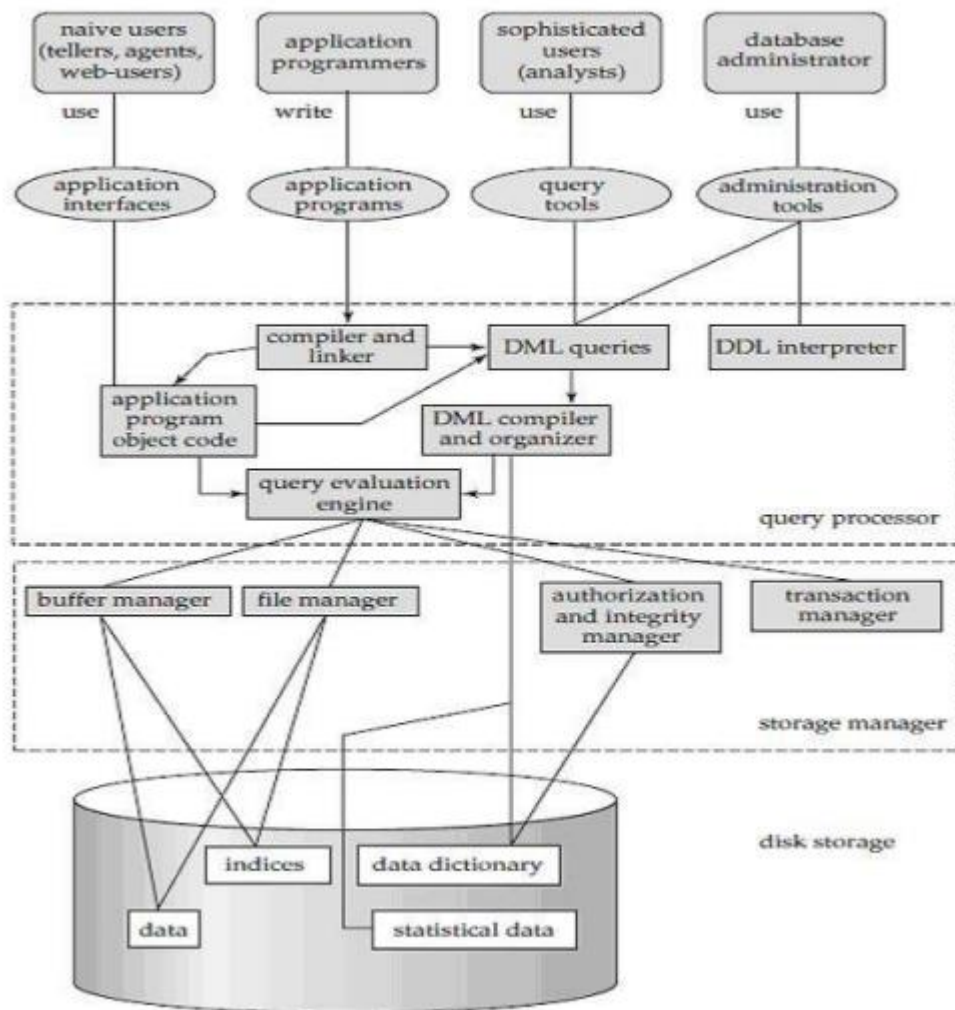 naive users
(tellers, agents,
web-users)
application
programmers
sophisticated
users
(analysts)
database
administrator
use
write
use
use
application
interfaces
application
programs
query
tools
administration
tools
compiler and
linker
DML queries
DDL interpreter
application
program
object code
DML compiler
and organizer
query evaluation
engine
query processor
buffer manager
file manager
authorization
and integrity
manager
transaction
manager
storage manager
disk storage
indices
data dictionary
data
statistical data